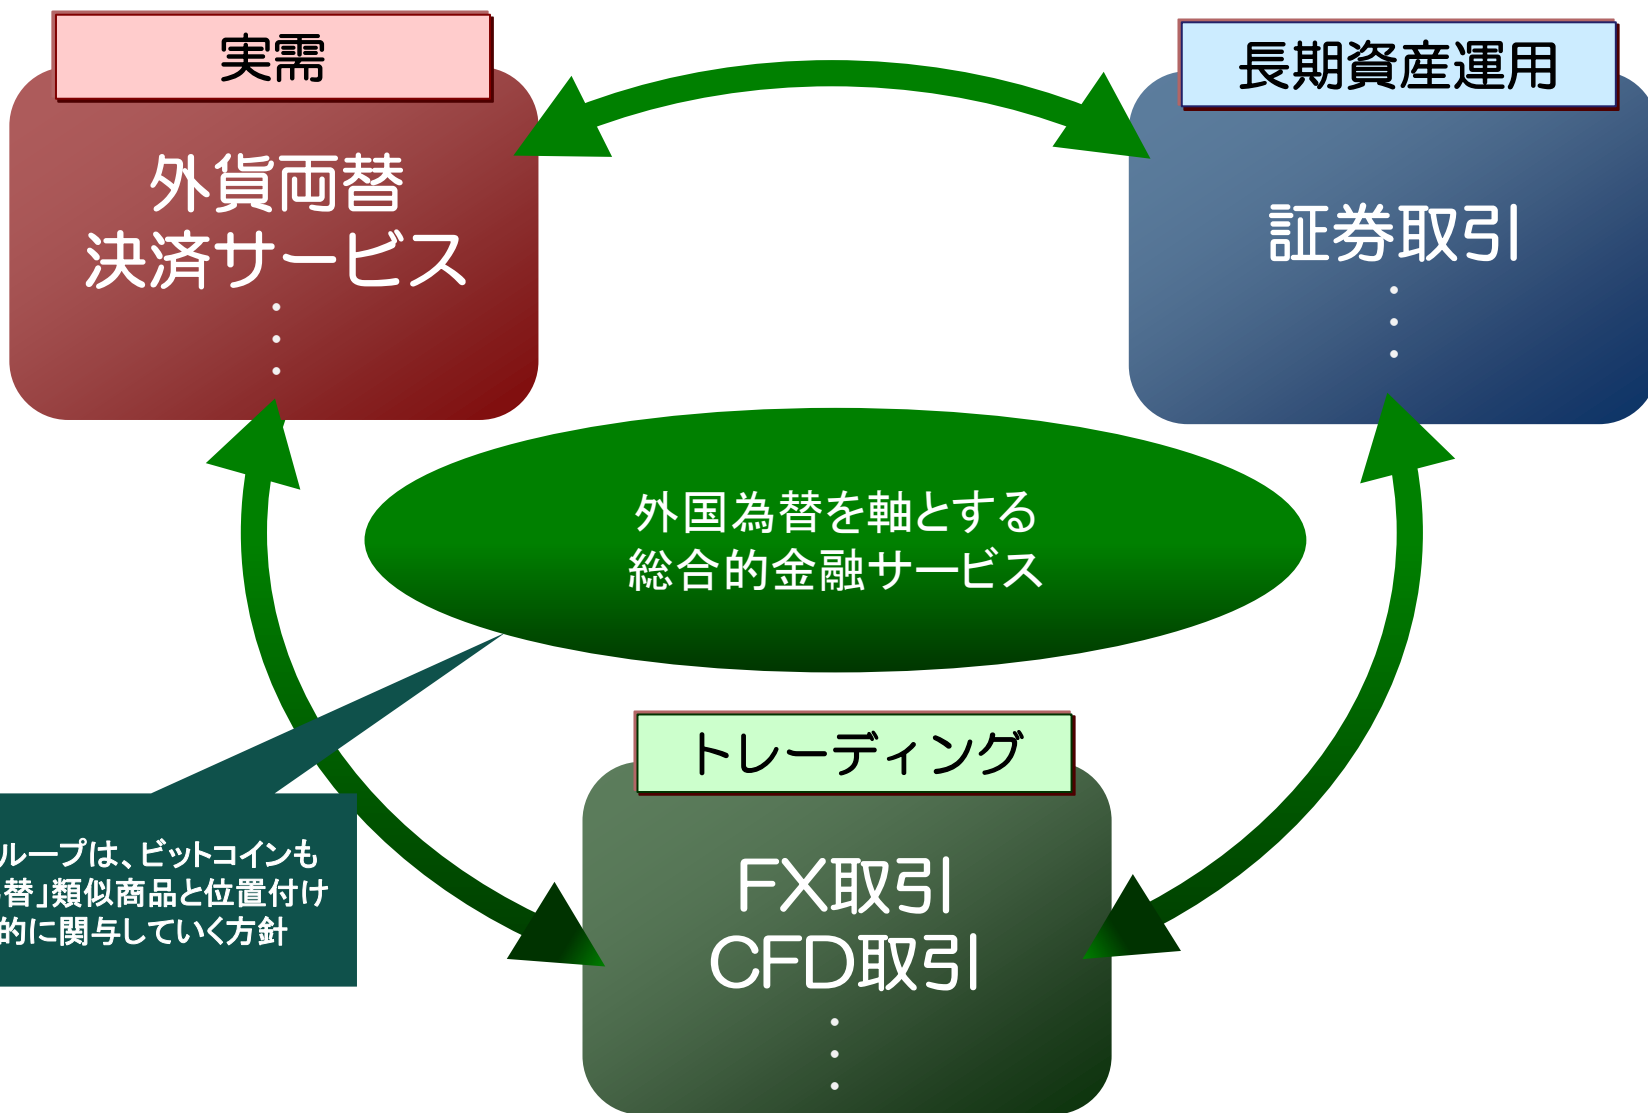 実需
外貨両替
決済サービス
・
・
・
長期資産運用
証券取引
・
・
・
外国為替を軸とする
総合的金融サービス
トレーディング
FX取引
CFD取引
・
・
・
ループは、ビットコインも
替」類似商品と位置付け
的に関与していく方針